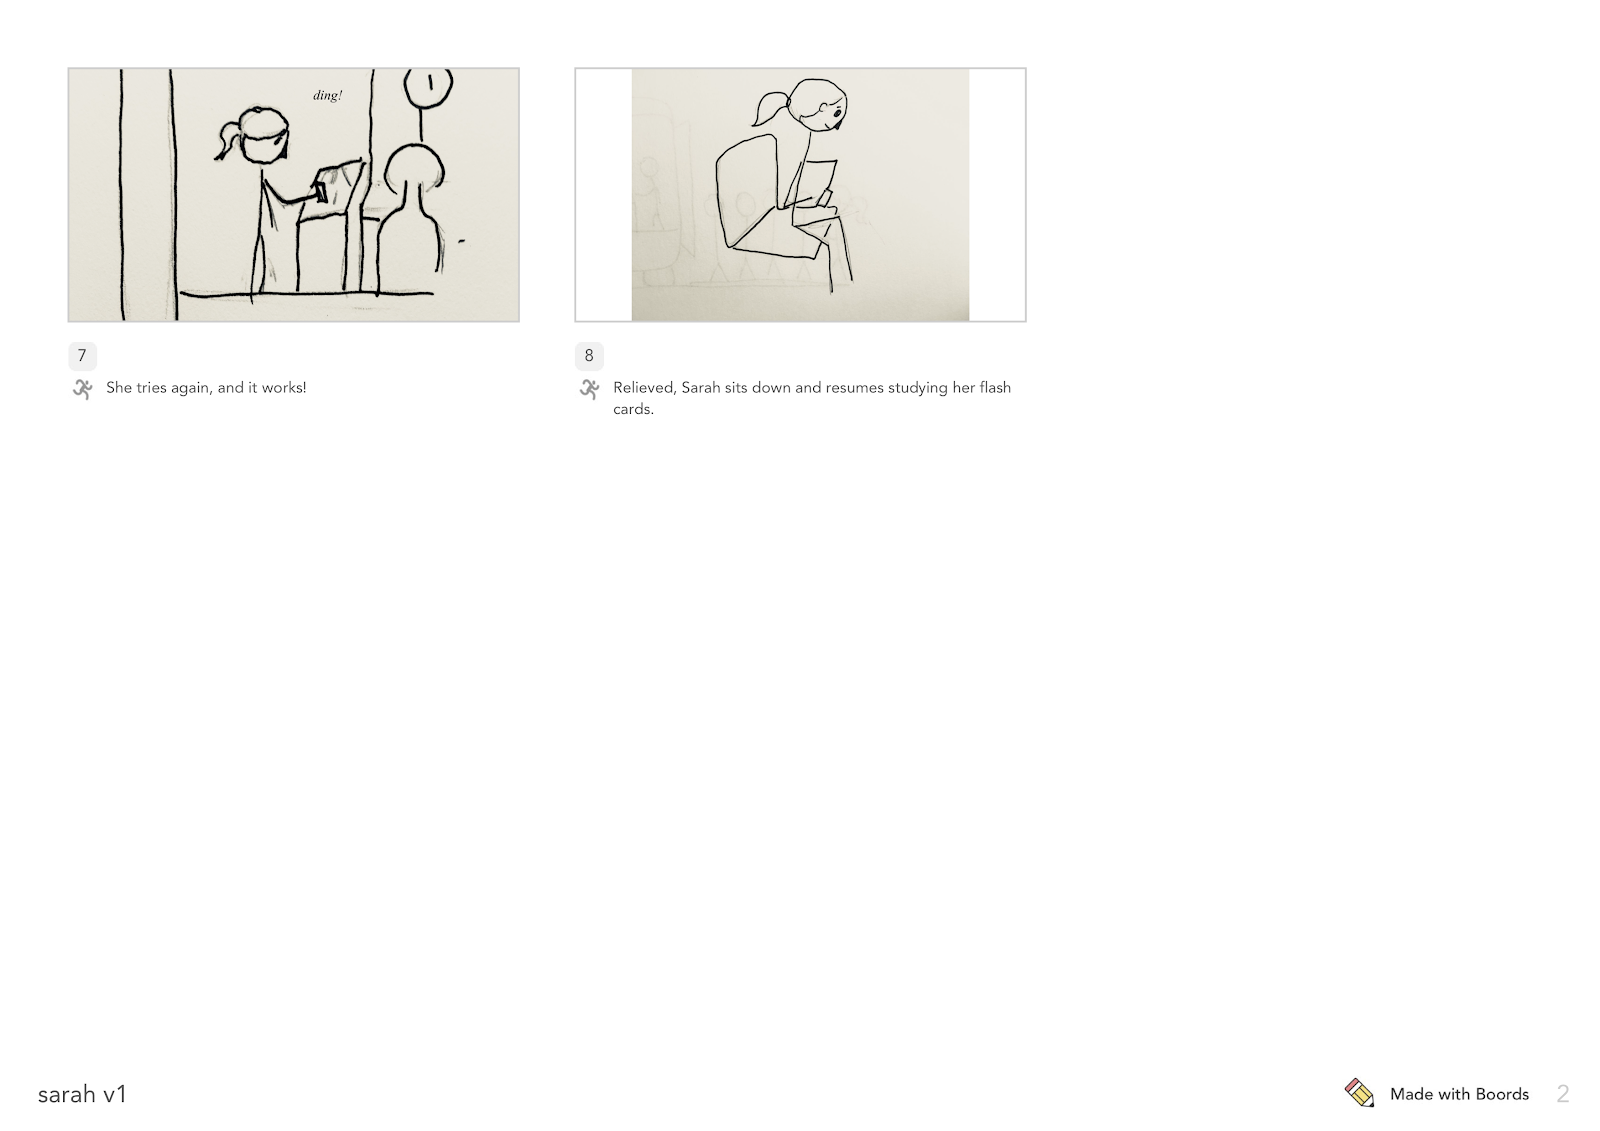 ding!
7
She tries again, and it works!
8
Relieved, Sarah sits down and resumes studying her flash
cards.
sarah v1
Made with Boords
2